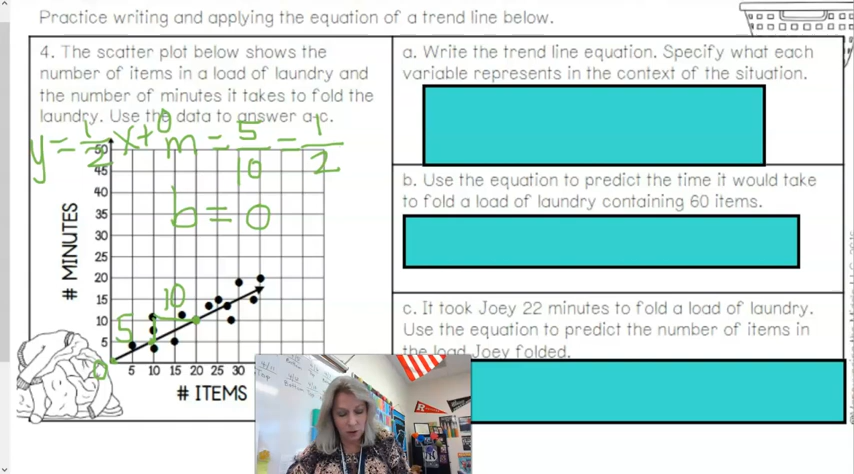 Practice writing and applying the equation of a trend line below.
4. The scatter plot below shows the
number of items in a load of laundry and
the number of minutes it takes to fold the
laundry. Use the data to answer a-c.
y = 1/2 x + 0
m = 5/10 = 1/2
b = 0
# MINUTES
50
45
40
35
30
25
20
15
10
5
5
10
0
5 10 15 20 25 30
# ITEMS
a. Write the trend line equation. Specify what each
variable represents in the context of the situation.
b. Use the equation to predict the time it would take
to fold a load of laundry containing 60 items.
c. It took Joey 22 minutes to fold a load of laundry.
Use the equation to predict the number of items in
the load Joey folded.